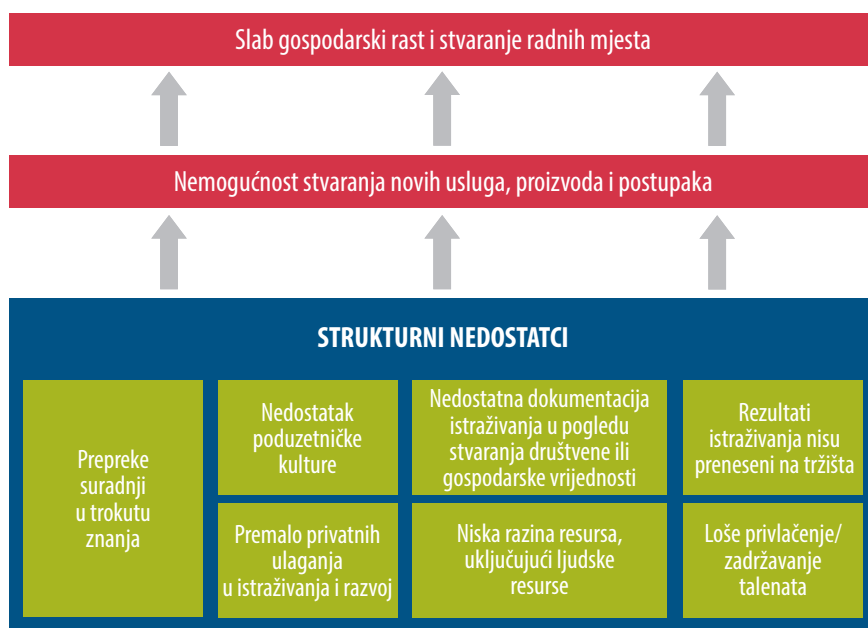 Slab gospodarski rast i stvaranje radnih mjesta
Nemogućnost stvaranja novih usluga, proizvoda i postupaka
STRUKTURNI NEDOSTATCI
Prepreke
suradnji
u trokutu
znanja
Nedostatak
poduzetničke
kulture
Nedostatna dokumentacija
istraživanja u pogledu
stvaranja društvene ili
gospodarske vrijednosti
Rezultati
istraživanja nisu
preneseni na tržišta
Premalo privatnih
ulaganja
u istraživanja i razvoj
Niska razina resursa,
uključujući ljudske
resurse
Loše privlačenje/
zadržavanje
talenata